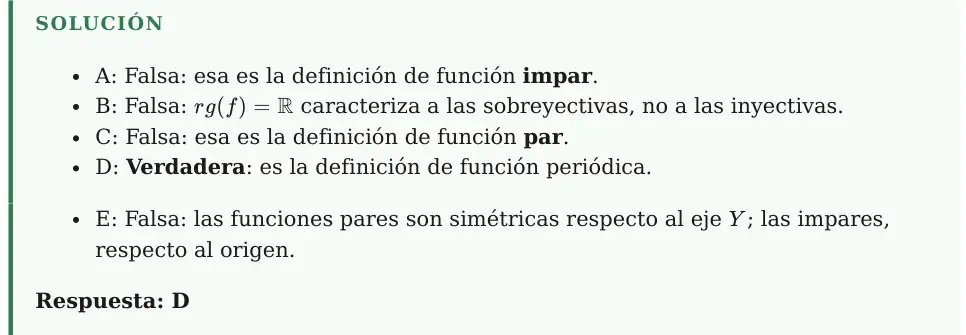 SOLUCIÓN
• A: Falsa: esa es la definición de función impar.
• B: Falsa: rg(f) = ℝ caracteriza a las sobreyectivas, no a las inyectivas.
• C: Falsa: esa es la definición de función par.
• D: Verdadera: es la definición de función periódica.
• E: Falsa: las funciones pares son simétricas respecto al eje Y; las impares,
respecto al origen.
Respuesta: D